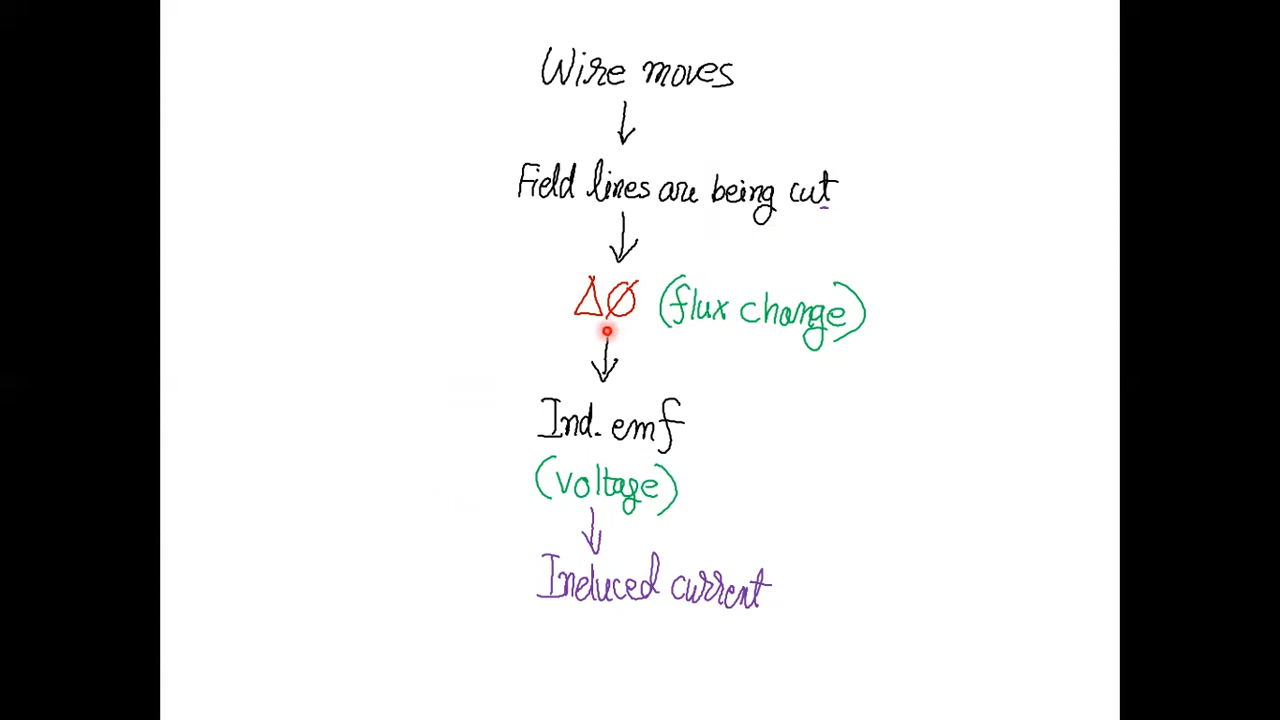 Wire moves
↓
Field lines are being cut
↓
ΔØ (flux change)
↓
Ind. emf
(voltage)
↓
Induced current